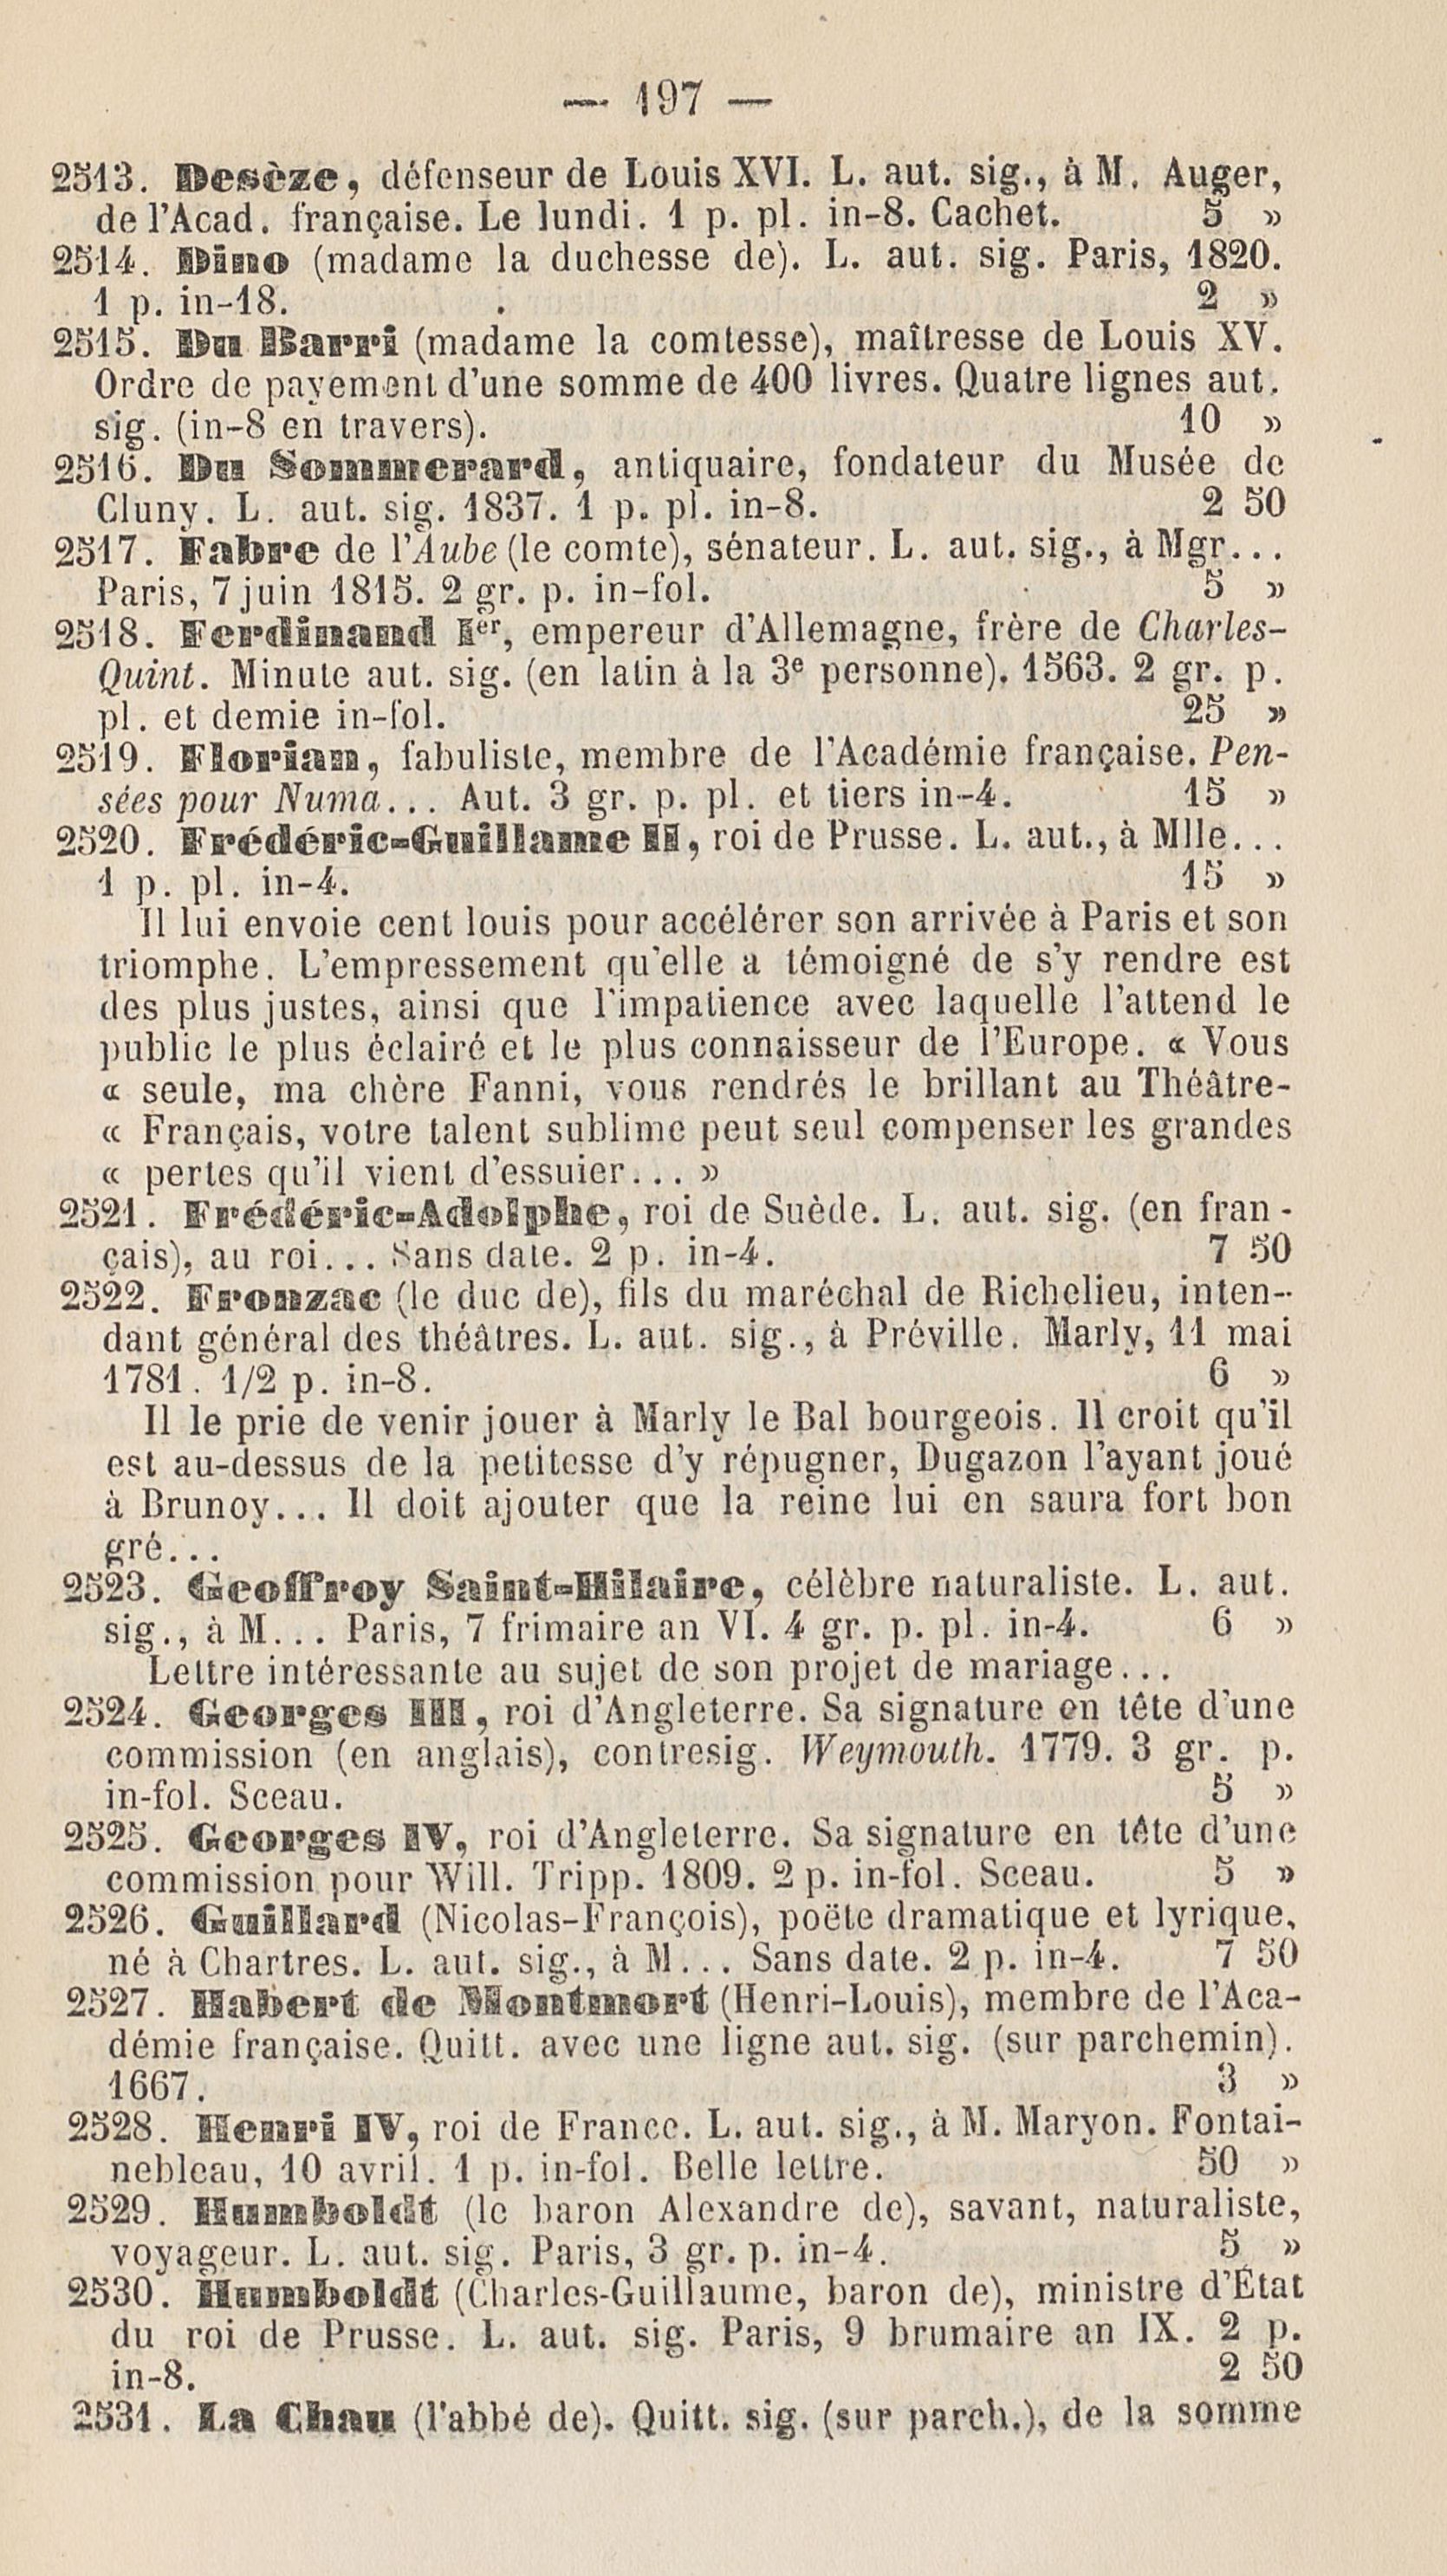 — 197 —
2513. Desèze, défenseur de Louis XVI. L. aut. sig., à M. Auger,
de l'Acad. française. Le lundi. 1 p. pl. in-8. Cachet. 5 »
2514. Dino (madame la duchesse de). L. aut. sig. Paris, 1820.
1 p. in-18. 2 »
2515. Du Barri (madame la comtesse), maîtresse de Louis XV.
Ordre de payement d'une somme de 400 livres. Quatre lignes aut.
sig. (in-8 en travers). 10 »
2516. Du Sommerard, antiquaire, fondateur du Musée de
Cluny. L. aut. sig. 1837. 1 p. pl. in-8. 2 50
2517. Fabre de l'Aube (le comte), sénateur. L. aut. sig., à Mgr...
Paris, 7 juin 1815. 2 gr. p. in-fol. 5 »
2518. Ferdinand Ier, empereur d'Allemagne, frère de Charles-
Quint. Minute aut. sig. (en latin à la 3e personne). 1563. 2 gr. p.
pl. et demie in-fol. 25 »
2519. Florian, fabuliste, membre de l'Académie française. Pen-
sées pour Numa... Aut. 3 gr. p. pl. et tiers in-4. 15 »
2520. Frédéric-Guillame II, roi de Prusse. L. aut., à Mlle...
1 p. pl. in-4. 15 »
Il lui envoie cent louis pour accélérer son arrivée à Paris et son
triomphe. L'empressement qu'elle a témoigné de s'y rendre est
des plus justes, ainsi que l'impatience avec laquelle l'attend le
public le plus éclairé et le plus connaisseur de l'Europe. « Vous
« seule, ma chère Fanni, vous rendrés le brillant au Théâtre-
« Français, votre talent sublime peut seul compenser les grandes
« pertes qu'il vient d'essuier... »
2521. Frédéric-Adolphe, roi de Suède. L. aut. sig. (en fran-
çais), au roi... Sans date. 2 p. in-4. 7 50
2522. Fronzac (le duc de), fils du maréchal de Richelieu, inten-
dant général des théâtres. L. aut. sig., à Préville. Marly, 11 mai
1781. 1/2 p. in-8. 6 »
Il le prie de venir jouer à Marly le Bal bourgeois. Il croit qu'il
est au-dessus de la petitesse d'y répugner, Dugazon l'ayant joué
à Brunoy... Il doit ajouter que la reine lui en saura fort bon
gré...
2523. Geoffroy Saint-Hilaire, célèbre naturaliste. L. aut.
sig., à M... Paris, 7 frimaire an VI. 4 gr. p. pl. in-4. 6 »
Lettre intéressante au sujet de son projet de mariage...
2524. Georges III, roi d'Angleterre. Sa signature en tête d'une
commission (en anglais), contresig. Weymouth. 1779. 3 gr. p.
in-fol. Sceau. 5 »
2525. Georges IV, roi d'Angleterre. Sa signature en tête d'une
commission pour Will. Tripp. 1809. 2 p. in-fol. Sceau. 5 »
2526. Guillard (Nicolas-François), poëte dramatique et lyrique,
né à Chartres. L. aut. sig., à M... Sans date. 2 p. in-4. 7 50
2527. Habert de Montmort (Henri-Louis), membre de l'Aca-
démie française. Quitt. avec une ligne aut. sig. (sur parchemin).
1667. 3 »
2528. Henri IV, roi de France. L. aut. sig., à M. Maryon. Fontai-
nebleau, 10 avril. 1 p. in-fol. Belle lettre. 50 »
2529. Humboldt (le baron Alexandre de), savant, naturaliste,
voyageur. L. aut. sig. Paris, 3 gr. p. in-4. 5 »
2530. Humboldt (Charles-Guillaume, baron de), ministre d'État
du roi de Prusse. L. aut. sig. Paris, 9 brumaire an IX. 2 p.
in-8. 2 50
2531. La Chau (l'abbé de). Quitt. sig. (sur parch.), de la somme